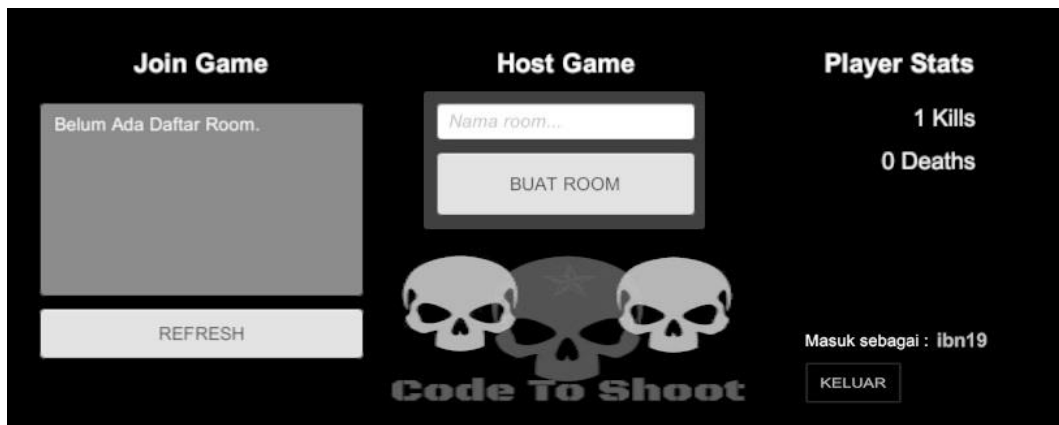 Join Game
Belum Ada Daftar Room.
REFRESH
Host Game
Nama room...
BUAT ROOM
Code To Shoot
Player Stats
1 Kills
0 Deaths
Masuk sebagai : ibn19
KELUAR